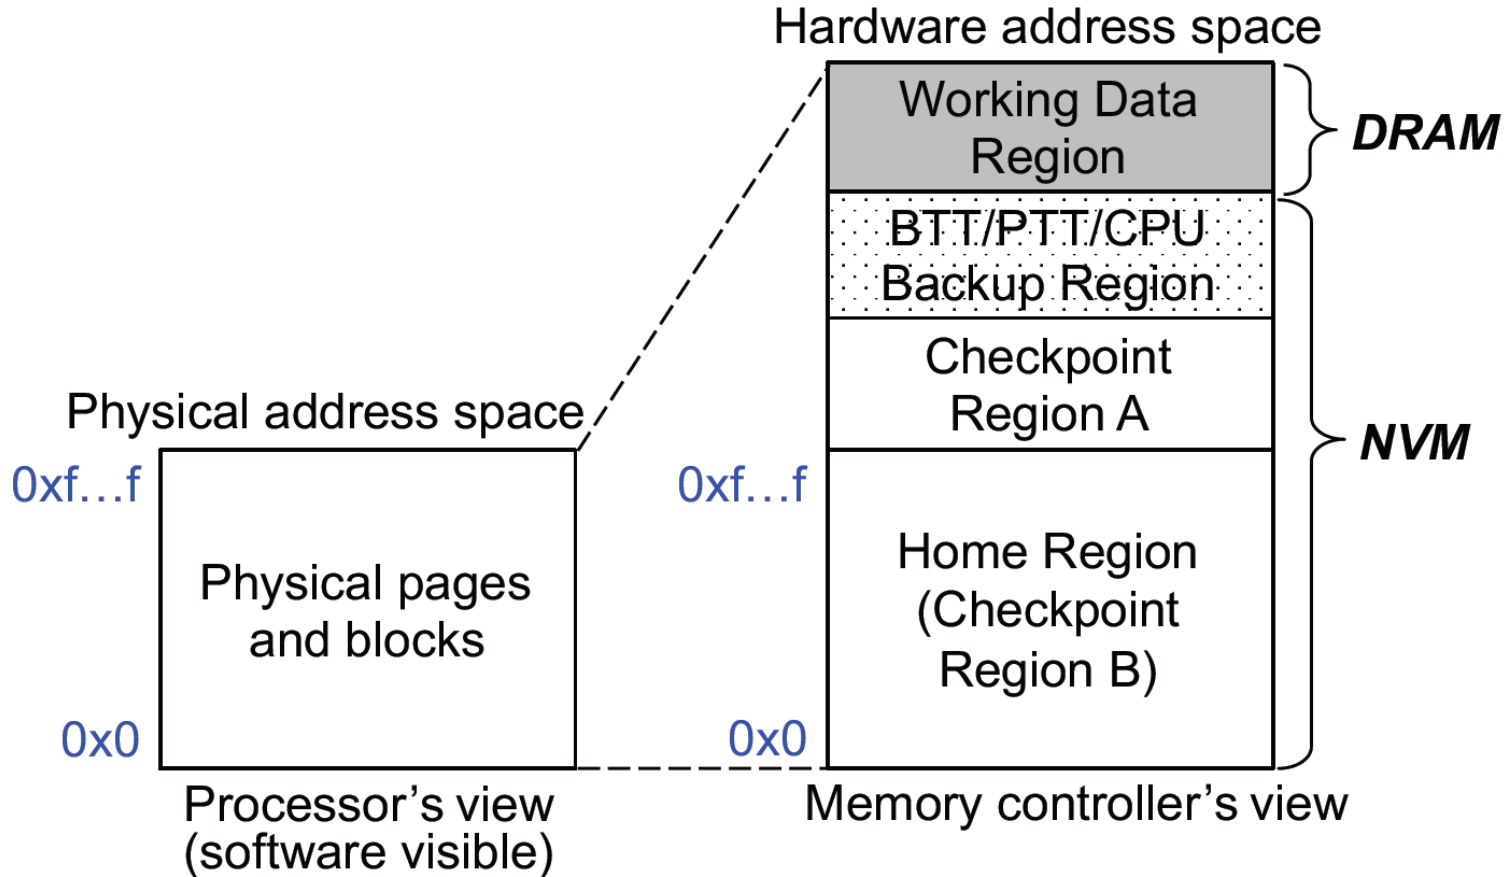 Hardware address space
Working Data
Region
DRAM
BTT/PTT/CPU
Backup Region
Checkpoint
Region A
NVM
Physical address space
0xf…f
0xf…f
Physical pages
and blocks
Home Region
(Checkpoint
Region B)
0x0
0x0
Processor’s view
(software visible)
Memory controller’s view